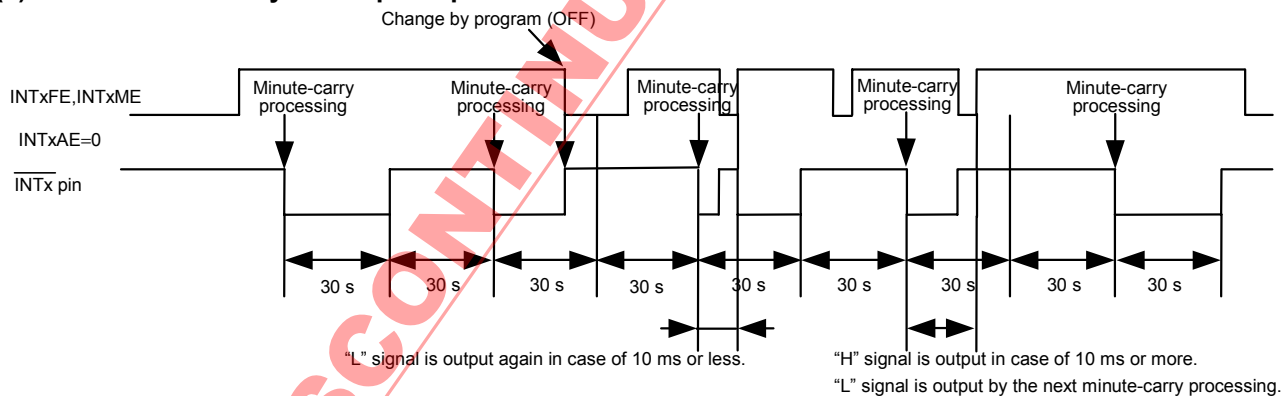 Change by program (OFF)
INTxFE,INTxME
Minute-carry
processing
Minute-carry
processing
Minute-carry
processing
Minute-carry
processing
Minute-carry
processing
INTxAE=0
INTx pin
30 s 30 s 30 s 30 s 30 s 30 s 30 s 30 s 30 s
“L” signal is output again in case of 10 ms or less.
“H” signal is output in case of 10 ms or more.
“L” signal is output by the next minute-carry processing.
SCONTINU